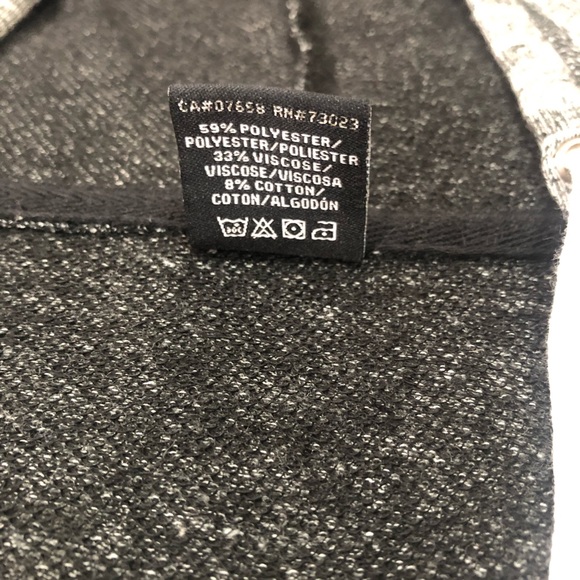 CA#07658 RN#73023
59% POLYESTER/
POLYESTER/POLIESTER
33% VISCOSE/
VISCOSE/VISCOSA
8% COTTON/
COTON/ALGODÓN